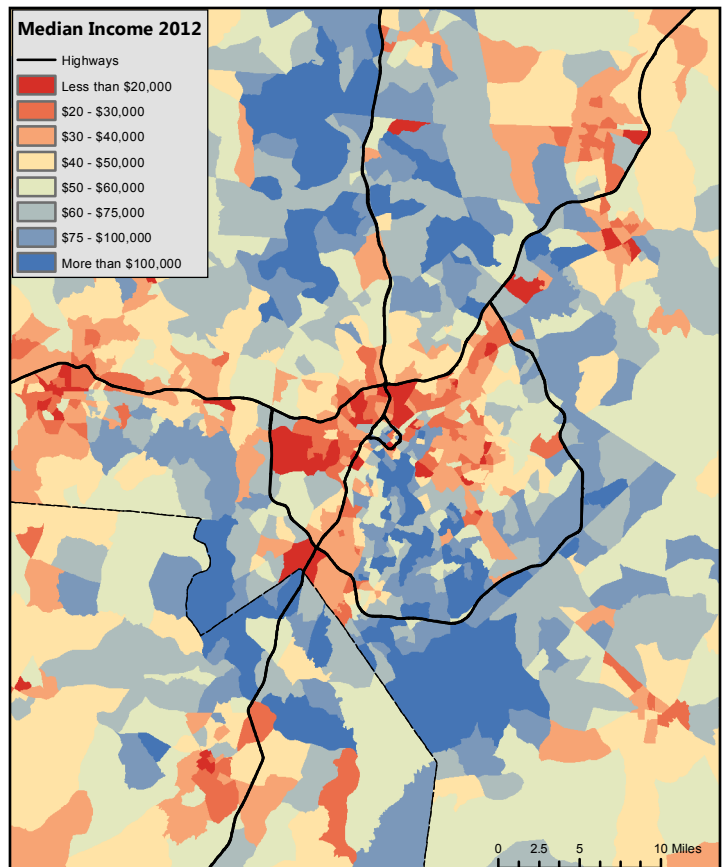 Median Income 2012
Highways
Less than $20,000
$20 - $30,000
$30 - $40,000
$40 - $50,000
$50 - $60,000
$60 - $75,000
$75 - $100,000
More than $100,000
0 2.5 5 10 Miles